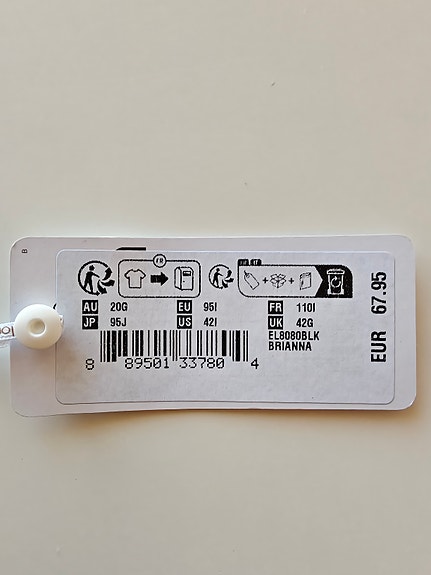 B
FR
FR IT
AU 20G EU 95I FR 110I
JP 95J US 42I UK 42G
EL8080BLK
BRIANNA
8 89501 33780 4
EUR 67.95